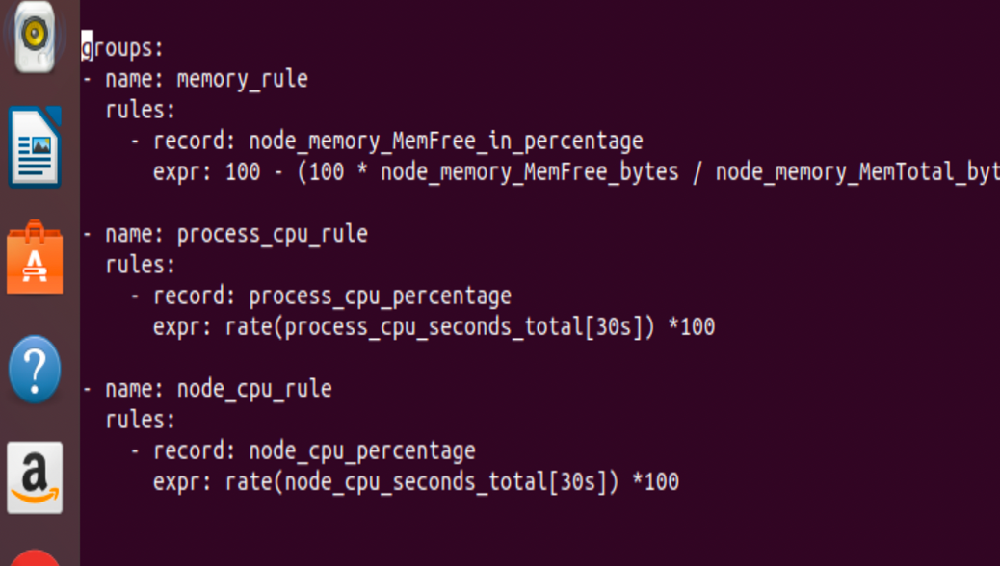 groups:
- name: memory_rule
  rules:
    - record: node_memory_MemFree_in_percentage
      expr: 100 - (100 * node_memory_MemFree_bytes / node_memory_MemTotal_byt
- name: process_cpu_rule
  rules:
    - record: process_cpu_percentage
      expr: rate(process_cpu_seconds_total[30s]) *100
- name: node_cpu_rule
  rules:
    - record: node_cpu_percentage
      expr: rate(node_cpu_seconds_total[30s]) *100